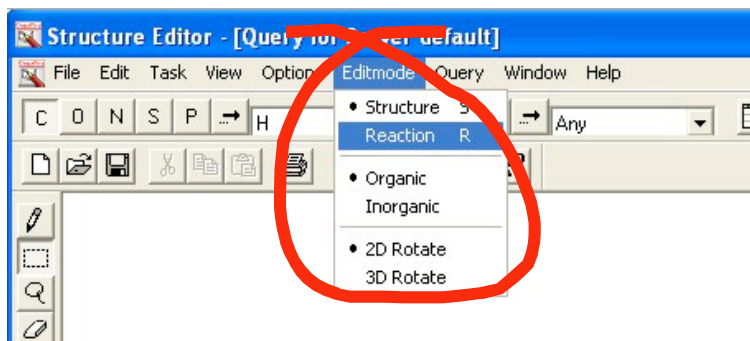 Structure Editor - [Query for Server default]
File Edit Task View Option Editmode Query Window Help
C O N S P H Any
• Structure S
Reaction R
• Organic
Inorganic
• 2D Rotate
3D Rotate